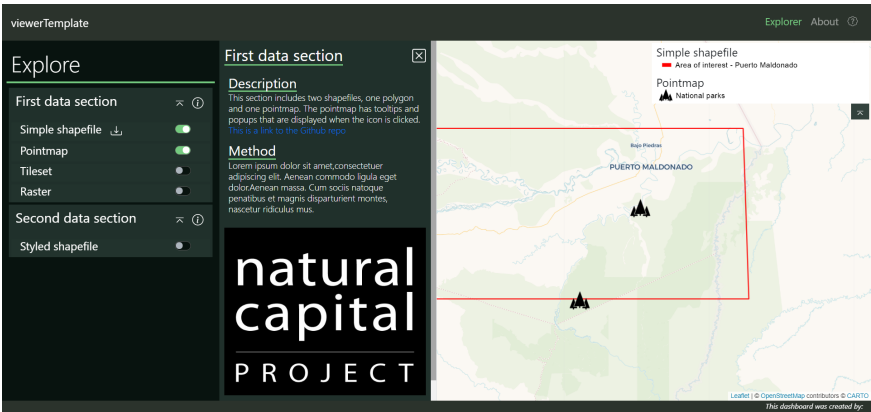 viewerTemplate
Explorer About
Explore
First data section
Simple shapefile
Pointmap
Tileset
Raster
Second data section
Styled shapefile
First data section
Description
This section includes two shapefiles, one polygon
and one pointmap. The pointmap has tooltips and
popups that are displayed when the icon is clicked.
This is a link to the Github repo
Method
Lorem ipsum dolor sit amet,consectetuer
adipiscing elit. Aenean commodo ligula eget
dolor.Aenean massa. Cum sociis natoque
penatibus et magnis disparturient montes,
nascetur ridiculus mus.
natural
capital
PROJECT
Simple shapefile
Area of interest - Puerto Maldonado
Pointmap
National parks
Bajo Piedras
PUERTO MALDONADO
Leaflet | © OpenStreetMap contributors © CARTO
This dashboard was created by: